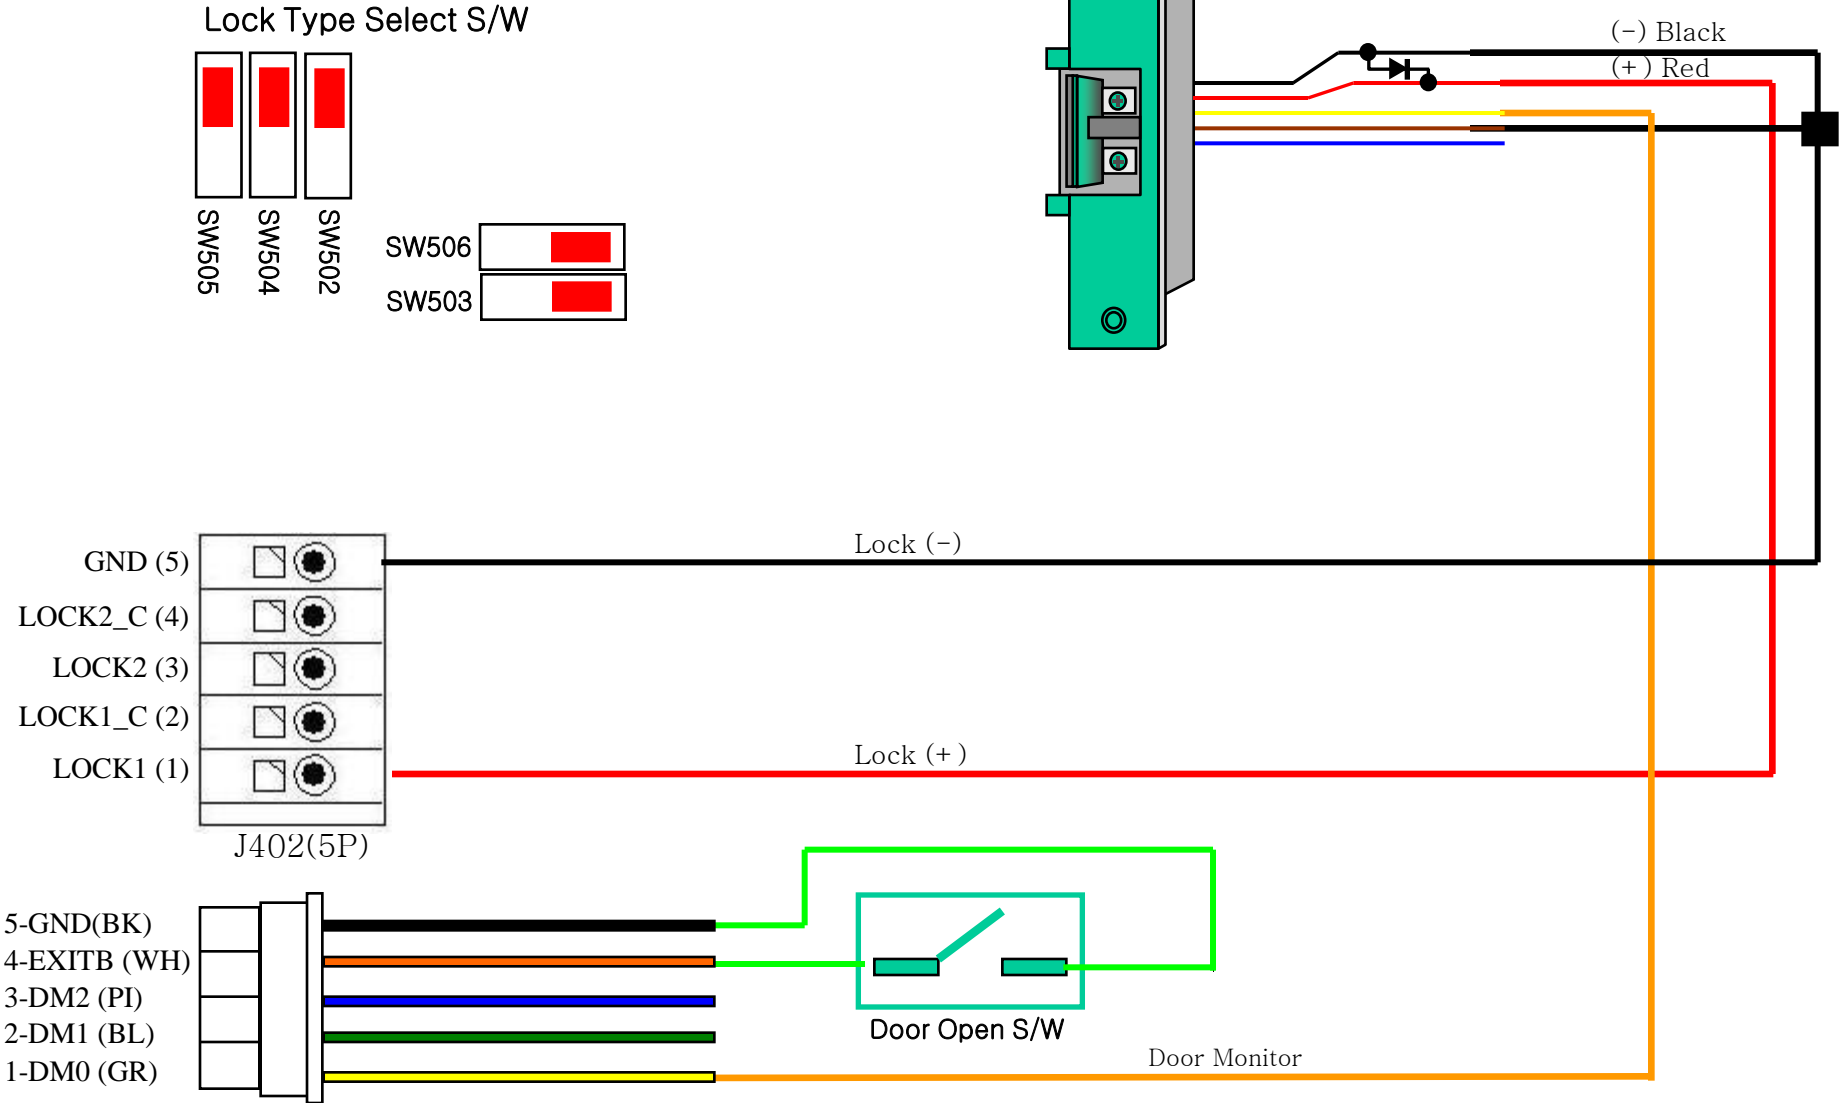 Lock Type Select S/W
(-) Black
(+) Red
SW505
SW504
SW502
SW506
SW503
Lock (-)
GND (5)
LOCK2_C (4)
LOCK2 (3)
LOCK1_C (2)
Lock (+)
LOCK1 (1)
J402(5P)
5-GND(BK)
4-EXITB (WH)
3-DM2 (PI)
2-DM1 (BL)
1-DM0 (GR)
Door Open S/W
Door Monitor